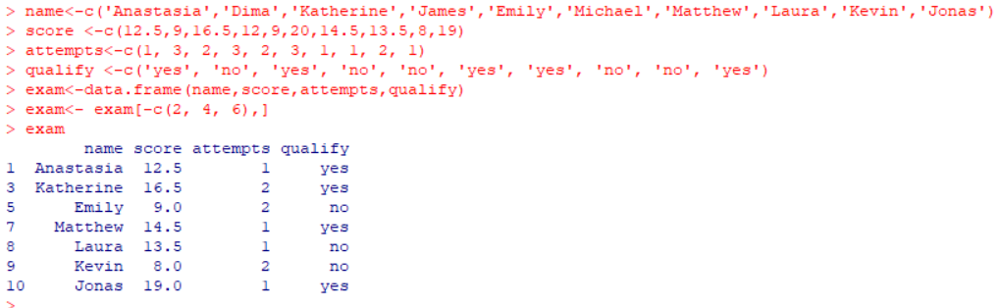 > name<-c('Anastasia','Dima','Katherine','James','Emily','Michael','Matthew','Laura','Kevin','Jonas')
> score <-c(12.5,9,16.5,12,9,20,14.5,13.5,8,19)
> attempts<-c(1, 3, 2, 3, 2, 3, 1, 1, 2, 1)
> qualify <-c('yes', 'no', 'yes', 'no', 'no', 'yes', 'yes', 'no', 'no', 'yes')
> exam<-data.frame(name,score,attempts,qualify)
> exam<- exam[-c(2, 4, 6),]
> exam
        name score attempts qualify
1  Anastasia  12.5        1     yes
3  Katherine  16.5        2     yes
5      Emily   9.0        2      no
7    Matthew  14.5        1     yes
8      Laura  13.5        1      no
9      Kevin   8.0        2      no
10     Jonas  19.0        1     yes
>